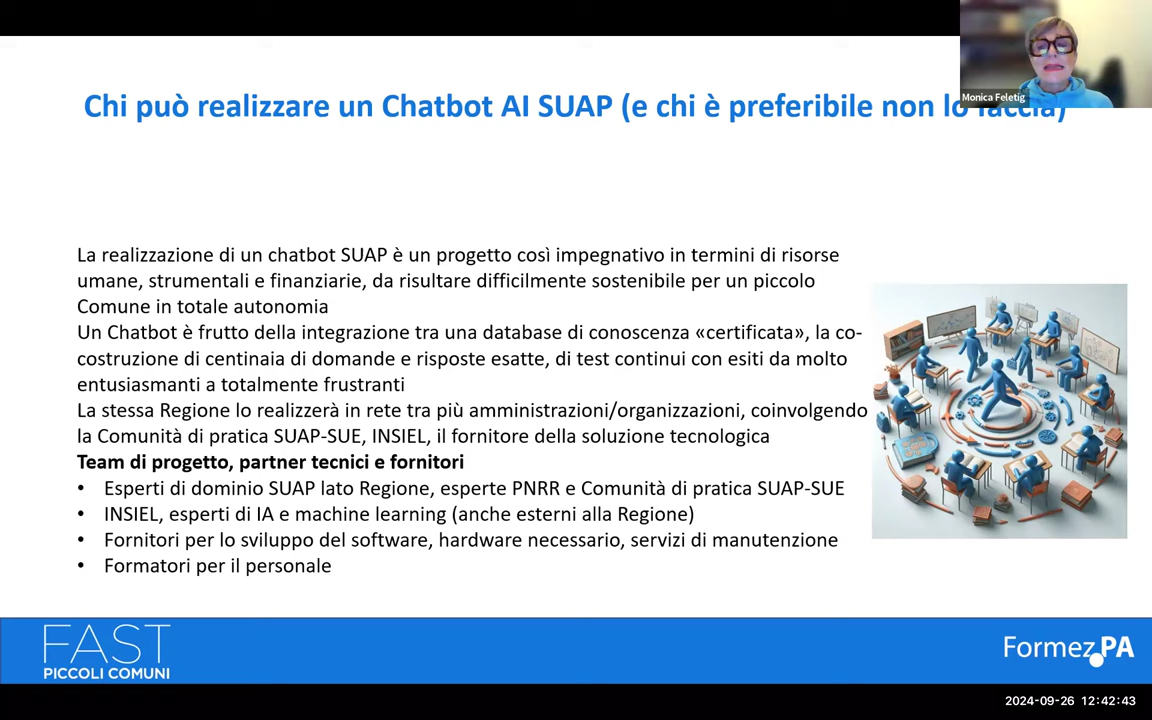 Monica Feletig
Chi può realizzare un Chatbot AI SUAP (e chi è preferibile non lo faccia)
La realizzazione di un chatbot SUAP è un progetto così impegnativo in termini di risorse
umane, strumentali e finanziarie, da risultare difficilmente sostenibile per un piccolo
Comune in totale autonomia
Un Chatbot è frutto della integrazione tra una database di conoscenza «certificata», la co-
costruzione di centinaia di domande e risposte esatte, di test continui con esiti da molto
entusiasmanti a totalmente frustranti
La stessa Regione lo realizzerà in rete tra più amministrazioni/organizzazioni, coinvolgendo
la Comunità di pratica SUAP-SUE, INSIEL, il fornitore della soluzione tecnologica
Team di progetto, partner tecnici e fornitori
• Esperti di dominio SUAP lato Regione, esperte PNRR e Comunità di pratica SUAP-SUE
• INSIEL, esperti di IA e machine learning (anche esterni alla Regione)
• Fornitori per lo sviluppo del software, hardware necessario, servizi di manutenzione
• Formatori per il personale
FAST
PICCOLI COMUNI
Formez PA
2024-09-26 12:42:43